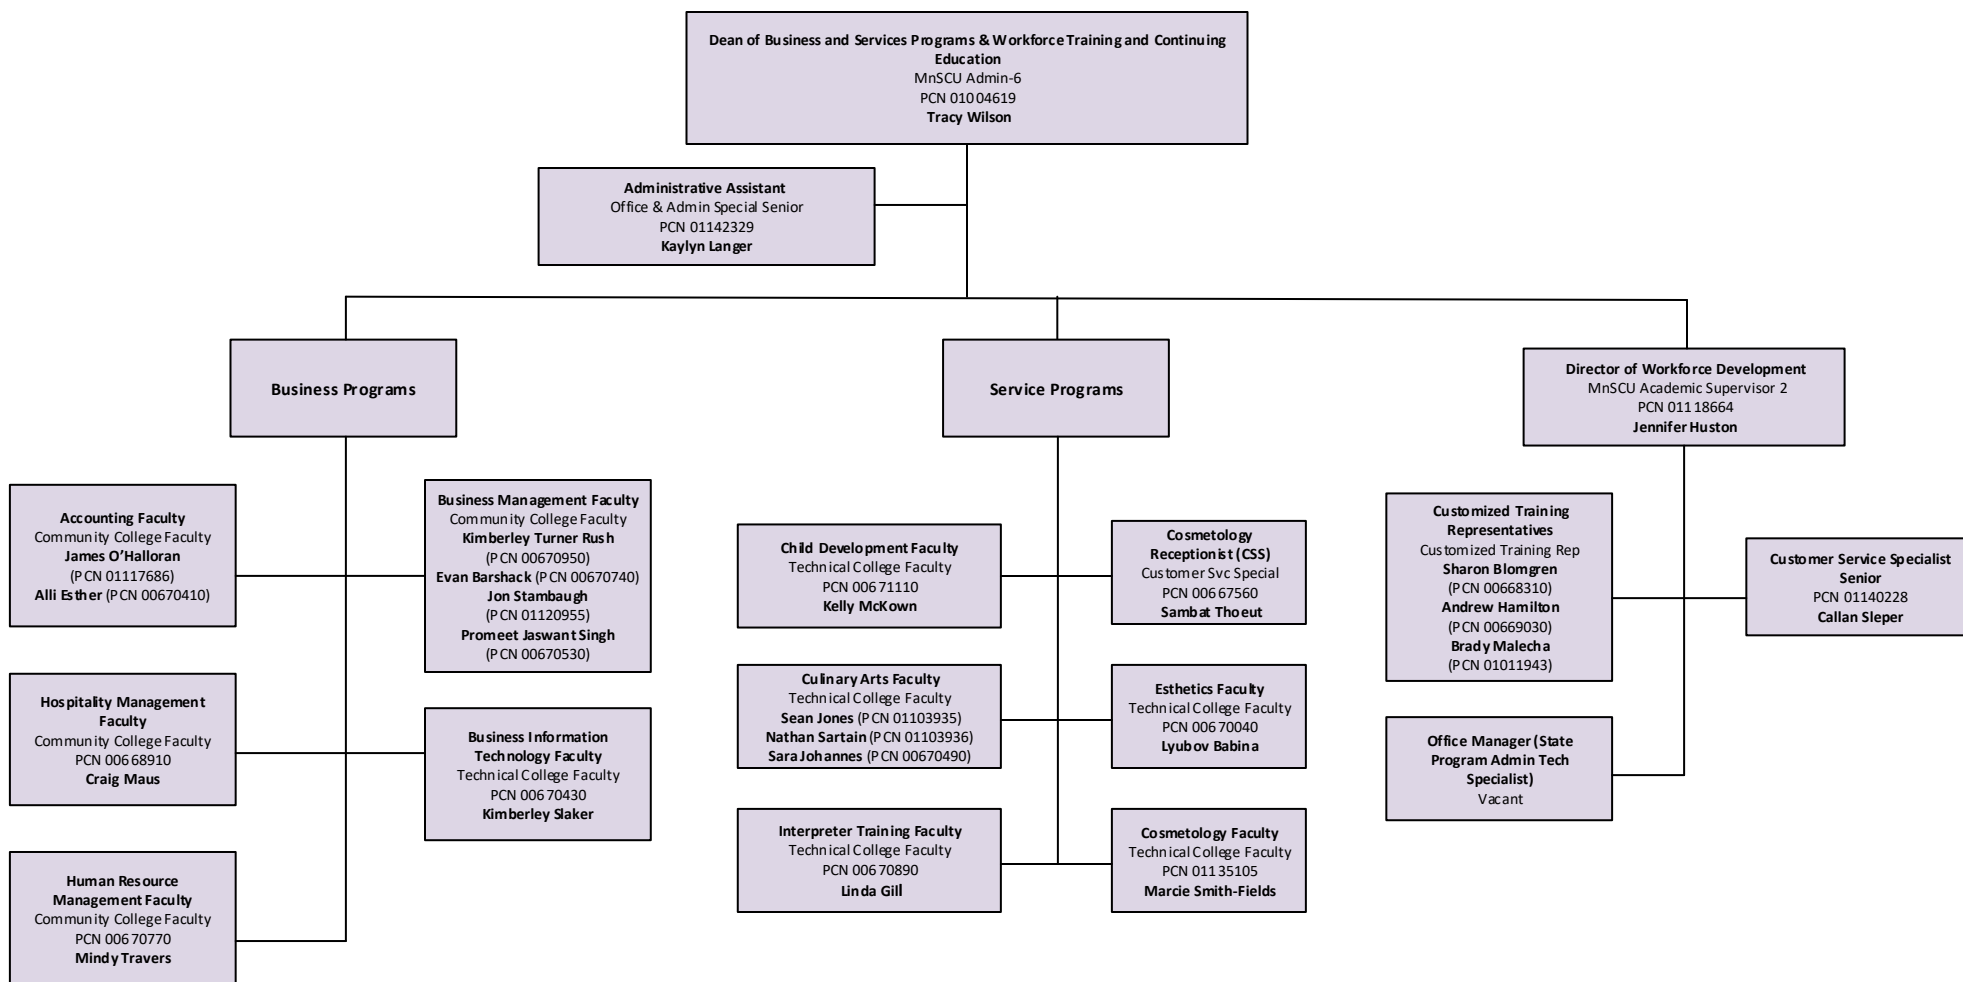 Dean of Business and Services Programs & Workforce Training and Continuing
Education
MnSCU Admin-6
PCN 01004619
Tracy Wilson
Administrative Assistant
Office & Admin Special Senior
PCN 01142329
Kaylyn Langer
Business Programs
Service Programs
Director of Workforce Development
MnSCU Academic Supervisor 2
PCN 01118664
Jennifer Huston
Accounting Faculty
Community College Faculty
James O’Halloran
(PCN 01117686)
Alli Esther (PCN 00670410)
Business Management Faculty
Community College Faculty
Kimberley Turner Rush
(PCN 00670950)
Evan Barshack (PCN 00670740)
Jon Stambaugh
(PCN 01120955)
Promeet Jaswant Singh
(PCN 00670530)
Hospitality Management
Faculty
Community College Faculty
PCN 00668910
Craig Maus
Business Information
Technology Faculty
Technical College Faculty
PCN 00670430
Kimberley Slaker
Human Resource
Management Faculty
Community College Faculty
PCN 00670770
Mindy Travers
Child Development Faculty
Technical College Faculty
PCN 00671110
Kelly McKown
Cosmetology
Receptionist (CSS)
Customer Svc Special
PCN 00667560
Sambat Thoeut
Culinary Arts Faculty
Technical College Faculty
Sean Jones (PCN 01103935)
Nathan Sartain (PCN 01103936)
Sara Johannes (PCN 00670490)
Esthetics Faculty
Technical College Faculty
PCN 00670040
Lyubov Babina
Interpreter Training Faculty
Technical College Faculty
PCN 00670890
Linda Gill
Cosmetology Faculty
Technical College Faculty
PCN 01135105
Marcie Smith-Fields
Customized Training
Representatives
Customized Training Rep
Sharon Blomgren
(PCN 00668310)
Andrew Hamilton
(PCN 00669030)
Brady Malecha
(PCN 01011943)
Customer Service Specialist
Senior
PCN 01140228
Callan Sleper
Office Manager (State
Program Admin Tech
Specialist)
Vacant